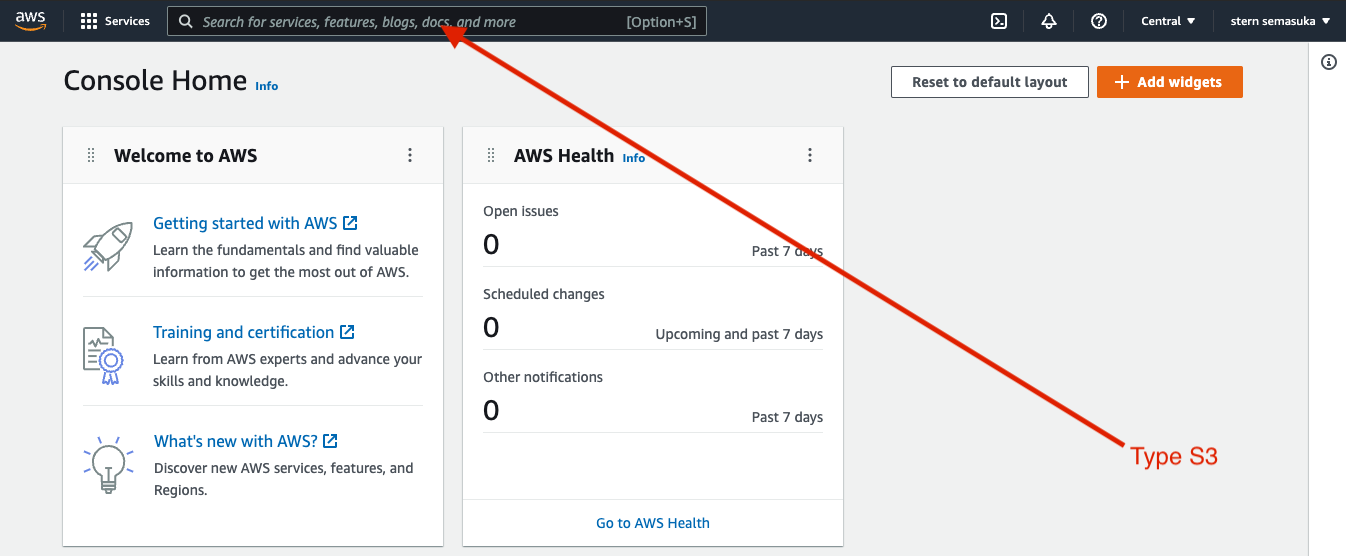 aws
Services
Search for services, features, blogs, docs, and more
[Option+S]
Central
stern semasuka
Console Home
Info
Reset to default layout
Add widgets
Welcome to AWS
Getting started with AWS
Learn the fundamentals and find valuable
information to get the most out of AWS.
Training and certification
Learn from AWS experts and advance your
skills and knowledge.
What's new with AWS?
Discover new AWS services, features, and
Regions.
AWS Health
Info
Open issues
0
Past 7 days
Scheduled changes
0
Upcoming and past 7 days
Other notifications
0
Past 7 days
Go to AWS Health
Type S3